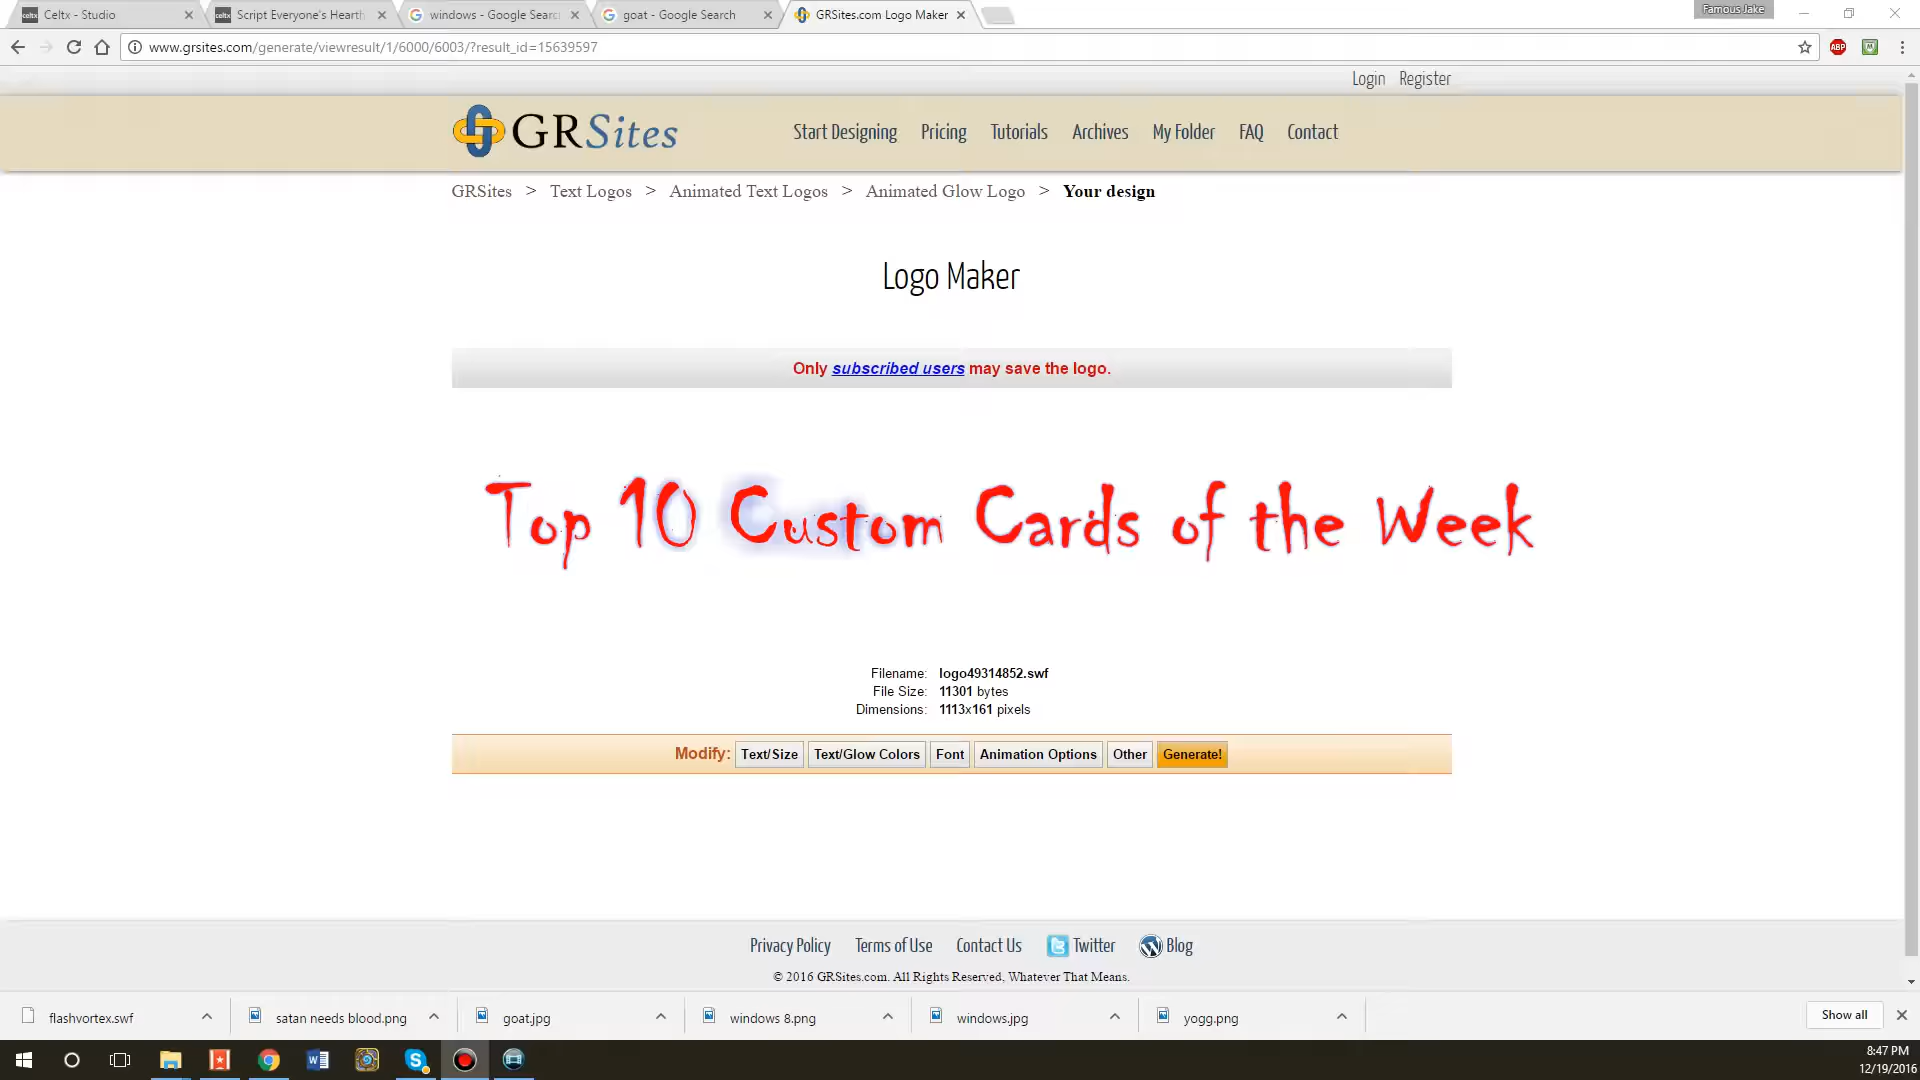 Celtx - Studio
Script Everyone's Hearth
windows - Google Searc
goat - Google Search
GRSites.com Logo Maker
Famous Jake
www.grsites.com/generate/viewresult/1/6000/6003/?result_id=15639597
ABP
Login Register
GRSites
Start Designing Pricing Tutorials Archives My Folder FAQ Contact
GRSites > Text Logos > Animated Text Logos > Animated Glow Logo > Your design
Logo Maker
Only subscribed users may save the logo.
Top 10 Custom Cards of the Week
Filename: logo49314852.swf
File Size: 11301 bytes
Dimensions: 1113x161 pixels
Modify: Text/Size Text/Glow Colors Font Animation Options Other Generate!
Privacy Policy Terms of Use Contact Us Twitter Blog
© 2016 GRSites.com. All Rights Reserved, Whatever That Means.
flashvortex.swf
satan needs blood.png
goat.jpg
windows 8.png
windows.jpg
yogg.png
Show all
8:47 PM
12/19/2016